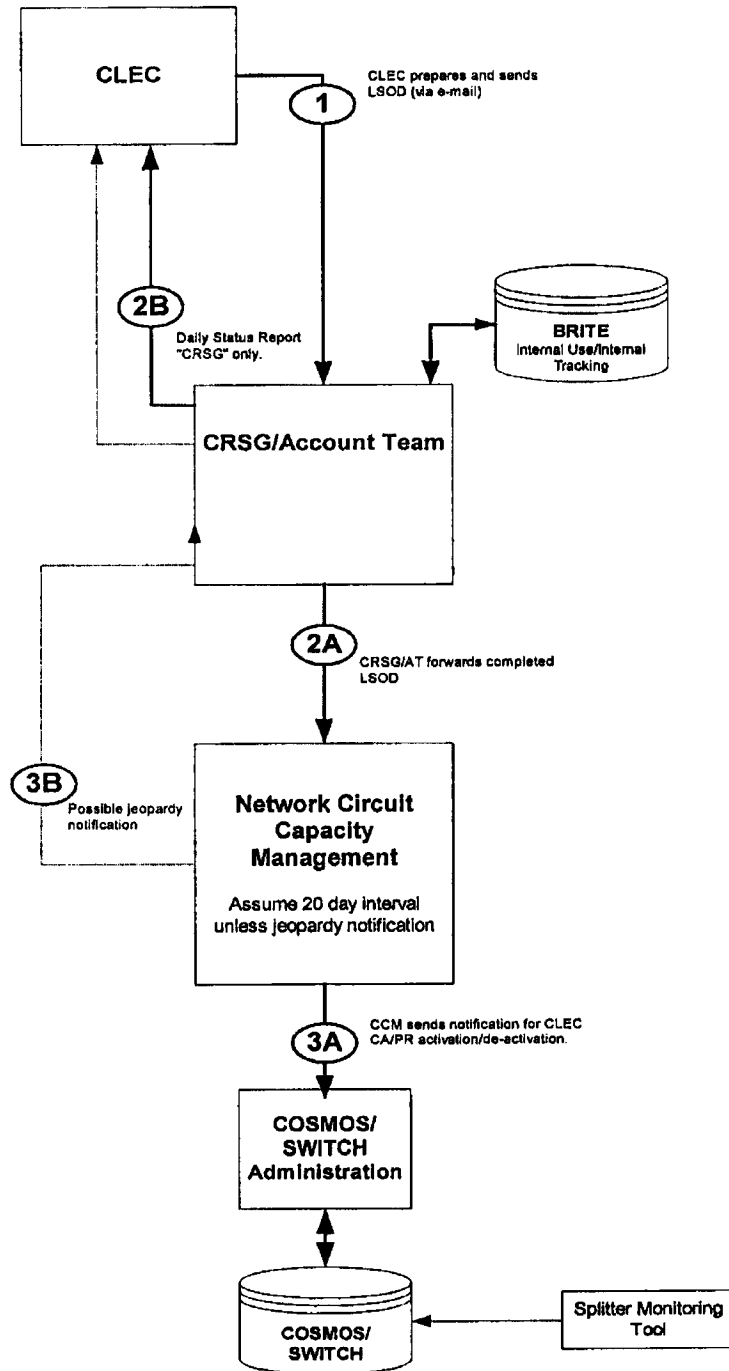 CLEC
1
CLEC prepares and sends
LSOD (via e-mail)
2B
Daily Status Report
"CRSG" only.
BRITE
Internal Use/Internal
Tracking
CRSG/Account Team
2A
CRSG/AT forwards completed
LSOD
3B
Possible jeopardy
notification
Network Circuit
Capacity
Management
Assume 20 day interval
unless jeopardy notification
3A
CCM sends notification for CLEC
CA/PR activation/de-activation.
COSMOS/
SWITCH
Administration
COSMOS/
SWITCH
Splitter Monitoring
Tool